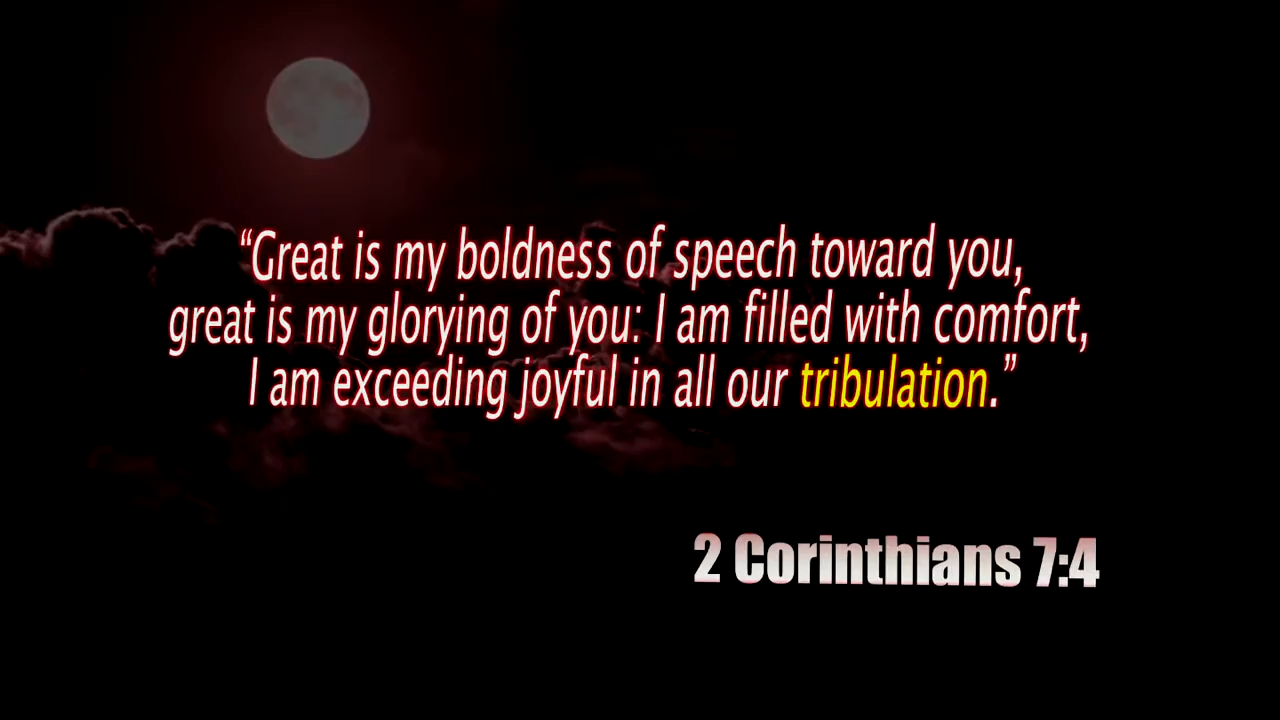 “Great is my boldness of speech toward you,
great is my glorying of you: I am filled with comfort,
I am exceeding joyful in all our tribulation.”
2 Corinthians 7:4